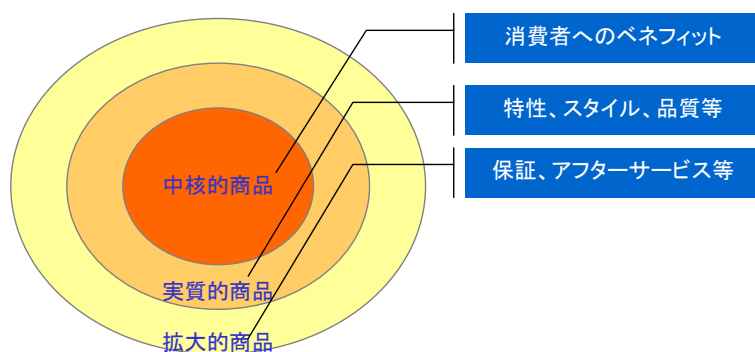 消費者へのベネフィット
特性、スタイル、品質等
保証、アフターサービス等
中核的商品
実質的商品
拡大的商品